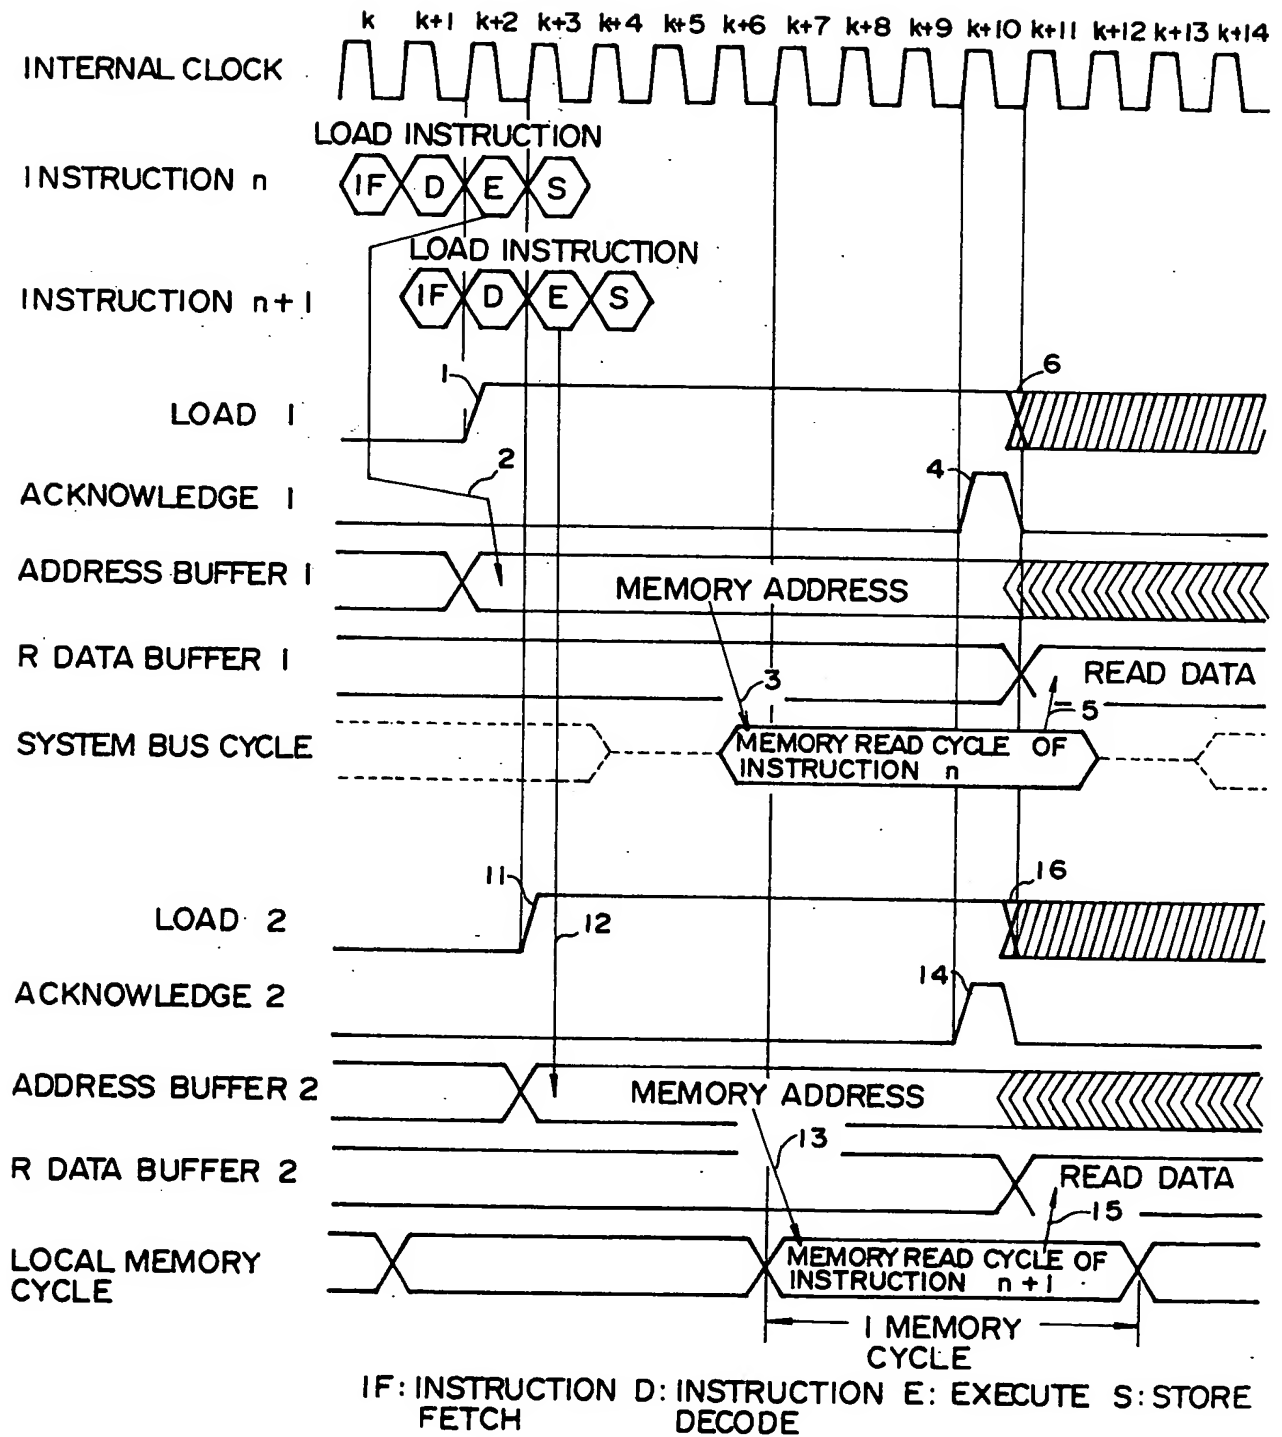 k k+1 k+2 k+3 k+4 k+5 k+6 k+7 k+8 k+9 k+10 k+11 k+12 k+13 k+14
INTERNAL CLOCK
LOAD INSTRUCTION
INSTRUCTION n IF D E S
LOAD INSTRUCTION
INSTRUCTION n+1 IF D E S
LOAD 1 1 6
ACKNOWLEDGE 1 2 4
ADDRESS BUFFER 1 MEMORY ADDRESS
R DATA BUFFER 1 3 READ DATA
5
SYSTEM BUS CYCLE MEMORY READ CYCLE OF
INSTRUCTION n
11 16
LOAD 2 12
ACKNOWLEDGE 2 14
ADDRESS BUFFER 2 MEMORY ADDRESS
13
R DATA BUFFER 2 READ DATA
15
LOCAL MEMORY
CYCLE
MEMORY READ CYCLE OF
INSTRUCTION n+1
1 MEMORY
CYCLE
IF: INSTRUCTION D: INSTRUCTION E: EXECUTE S: STORE
FETCH DECODE